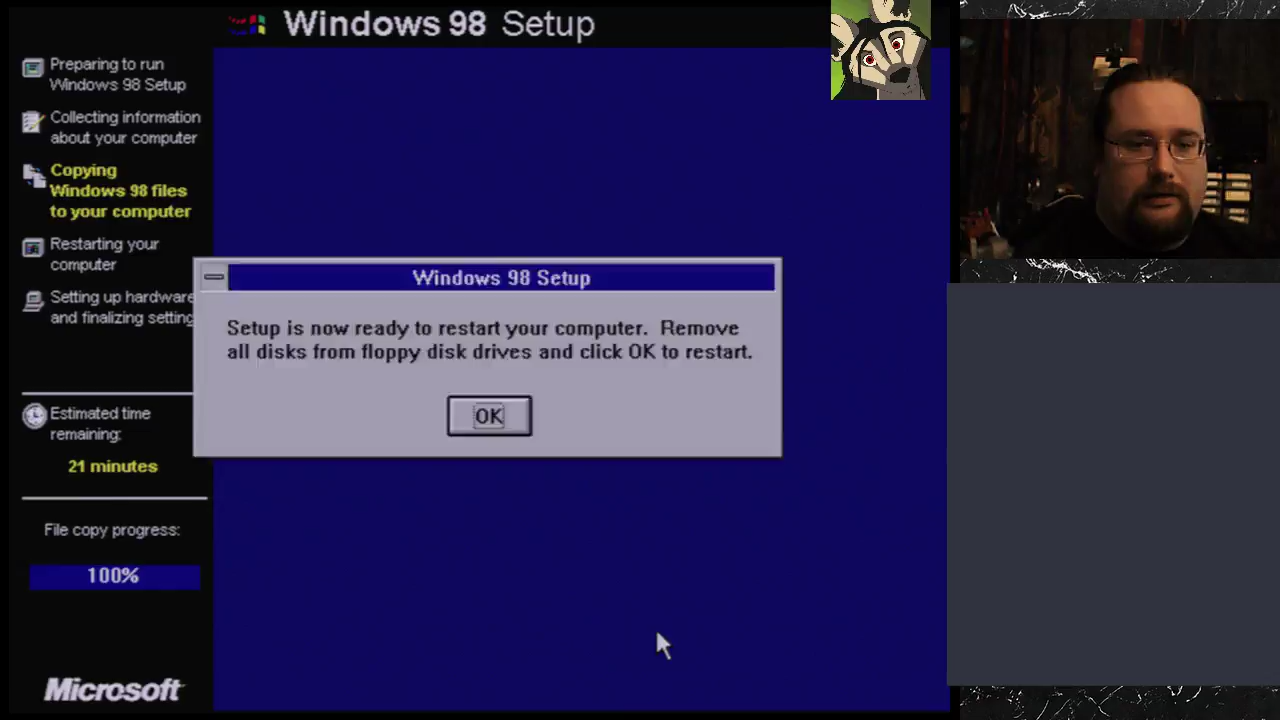 Windows 98 Setup
Preparing to run
Windows 98 Setup
Collecting information
about your computer
Copying
Windows 98 files
to your computer
Restarting your
computer
Setting up hardware
and finalizing setting
Estimated time
remaining:
21 minutes
File copy progress:
100%
Microsoft
Windows 98 Setup
Setup is now ready to restart your computer. Remove
all disks from floppy disk drives and click OK to restart.
OK